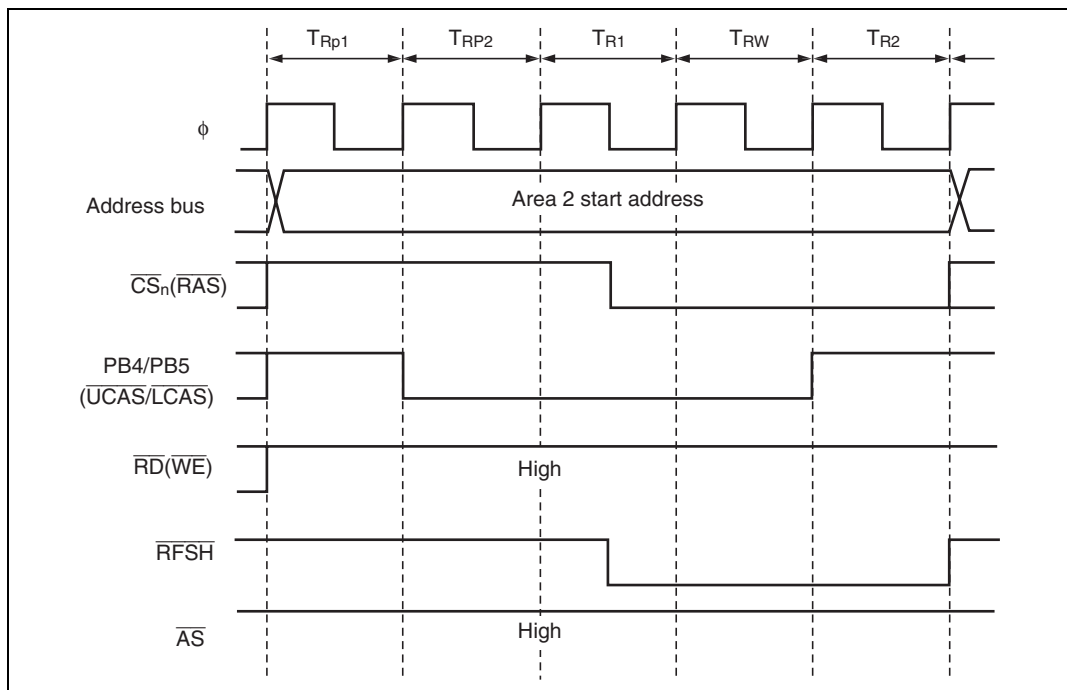 TRp1 TRP2 TR1 TRW TR2
φ
Address bus
Area 2 start address
CSn(RAS)
PB4/PB5
(UCAS/LCAS)
RD(WE)
High
RFSH
AS
High